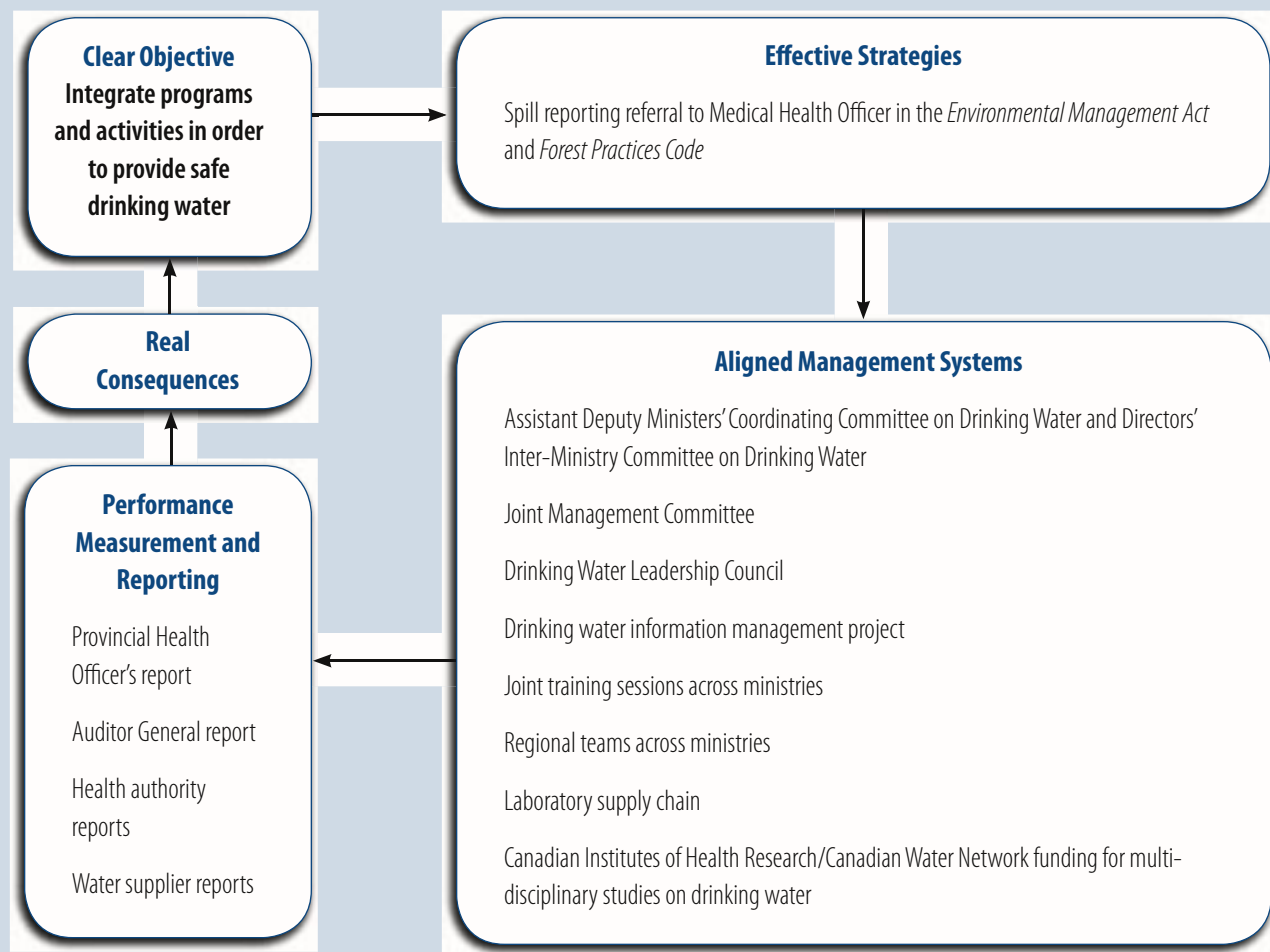 Clear Objective
Integrate programs
and activities in order
to provide safe
drinking water
Effective Strategies
Spill reporting referral to Medical Health Officer in the Environmental Management Act
and Forest Practices Code
Real
Consequences
Aligned Management Systems
Assistant Deputy Ministers’ Coordinating Committee on Drinking Water and Directors’
Inter-Ministry Committee on Drinking Water
Joint Management Committee
Drinking Water Leadership Council
Drinking water information management project
Joint training sessions across ministries
Regional teams across ministries
Laboratory supply chain
Canadian Institutes of Health Research/Canadian Water Network funding for multi-
disciplinary studies on drinking water
Performance
Measurement and
Reporting
Provincial Health
Officer’s report
Auditor General report
Health authority
reports
Water supplier reports